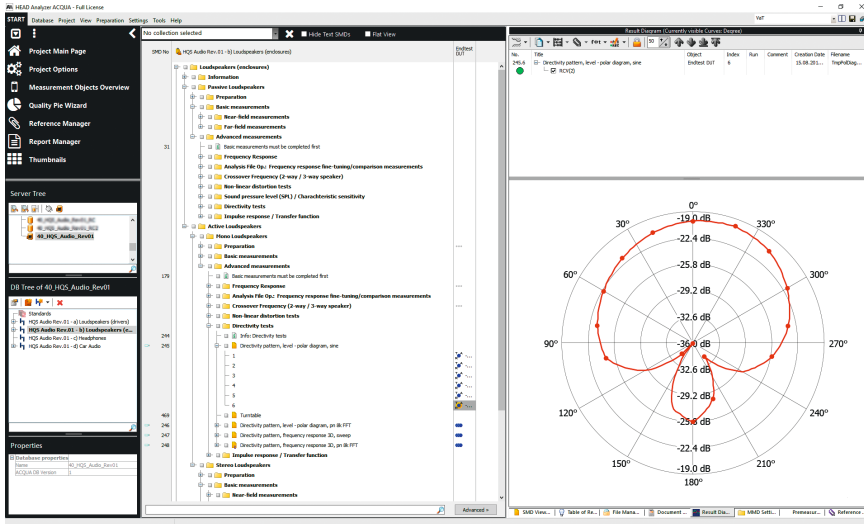 HEAD Analyzer ACQUA - Full License
START Database Project View Preparation Settings Tools Help
YeF
Project Main Page
Project Options
Measurement Objects Overview
Quality Pie Wizard
Reference Manager
Report Manager
Thumbnails
Server Tree
40_HQS_Audio_Rev01_RC
40_HQS_Audio_Rev01_RC2
40_HQS_Audio_Rev01
DB Tree of 40_HQS_Audio_Rev01
Standards
HQS Audio Rev.01 - a) Loudspeakers (drivers)
HQS Audio Rev.01 - b) Loudspeakers (e...
HQS Audio Rev.01 - c) Headphones
HQS Audio Rev.01 - d) Car Audio
Properties
Database properties
Name 40_HQS_Audio_Rev01
ACQUA DB Version
No collection selected
Hide Text SMDs
Flat View
SMD No HQS Audio Rev.01 - b) Loudspeakers (enclosures) Endtest DUT
Loudspeakers (enclosures)
Information
Passive Loudspeakers
Preparation
Basic measurements
Near-field measurements
Far-field measurements
Advanced measurements
31 Basic measurements must be completed first
Frequency Response
Analysis File Op.: Frequency response fine-tuning/comparison measurements
Crossover Frequency (2-way / 3-way speaker)
Non-linear distortion tests
Sound pressure level (SPL) / Charachteristic sensitivity
Directivity tests
Impulse response / Transfer function
Active Loudspeakers
Mono Loudspeakers
Preparation ...
Basic measurements
Advanced measurements
179 Basic measurements must be completed first
Frequency Response ...
Analysis File Op.: Frequency response fine-tuning/comparison measurements
Crossover Frequency (2-way / 3-way speaker) ...
Non-linear distortion tests
Directivity tests
244 Info: Directivity tests
245 Directivity pattern, level - polar diagram, sine
1
2
3
4
5
6
469 Turntable
246 Directivity pattern, level - polar diagram, pn 8k FFT
247 Directivity pattern, frequency response 3D, sweep
248 Directivity pattern, frequency response 3D, pn 8k FFT
Impulse response / Transfer function
Stereo Loudspeakers
Preparation
Basic measurements
Near-field measurements
Advanced »
Result Diagram (Currently visible Curves: Degree)
50
No. Title Object Index Run Comment Creation Date Filename
245.6 Directivity pattern, level - polar diagram, sine Endtest DUT 6 15.08.201... TmpPolDiag...
RCV(2)
0°
30° 330°
-19.0 dB
-22.4 dB
60° 300°
-25.8 dB
-29.2 dB
-32.6 dB
90° -36.0 dB 270°
-32.6 dB
-29.2 dB
120° 240°
-25.8 dB
-22.4 dB
150° 210°
-19.0 dB
180°
SMD View... Table of Re... File Mana... Document ... Result Dia... MMD Setti... Premeasur... Reference...